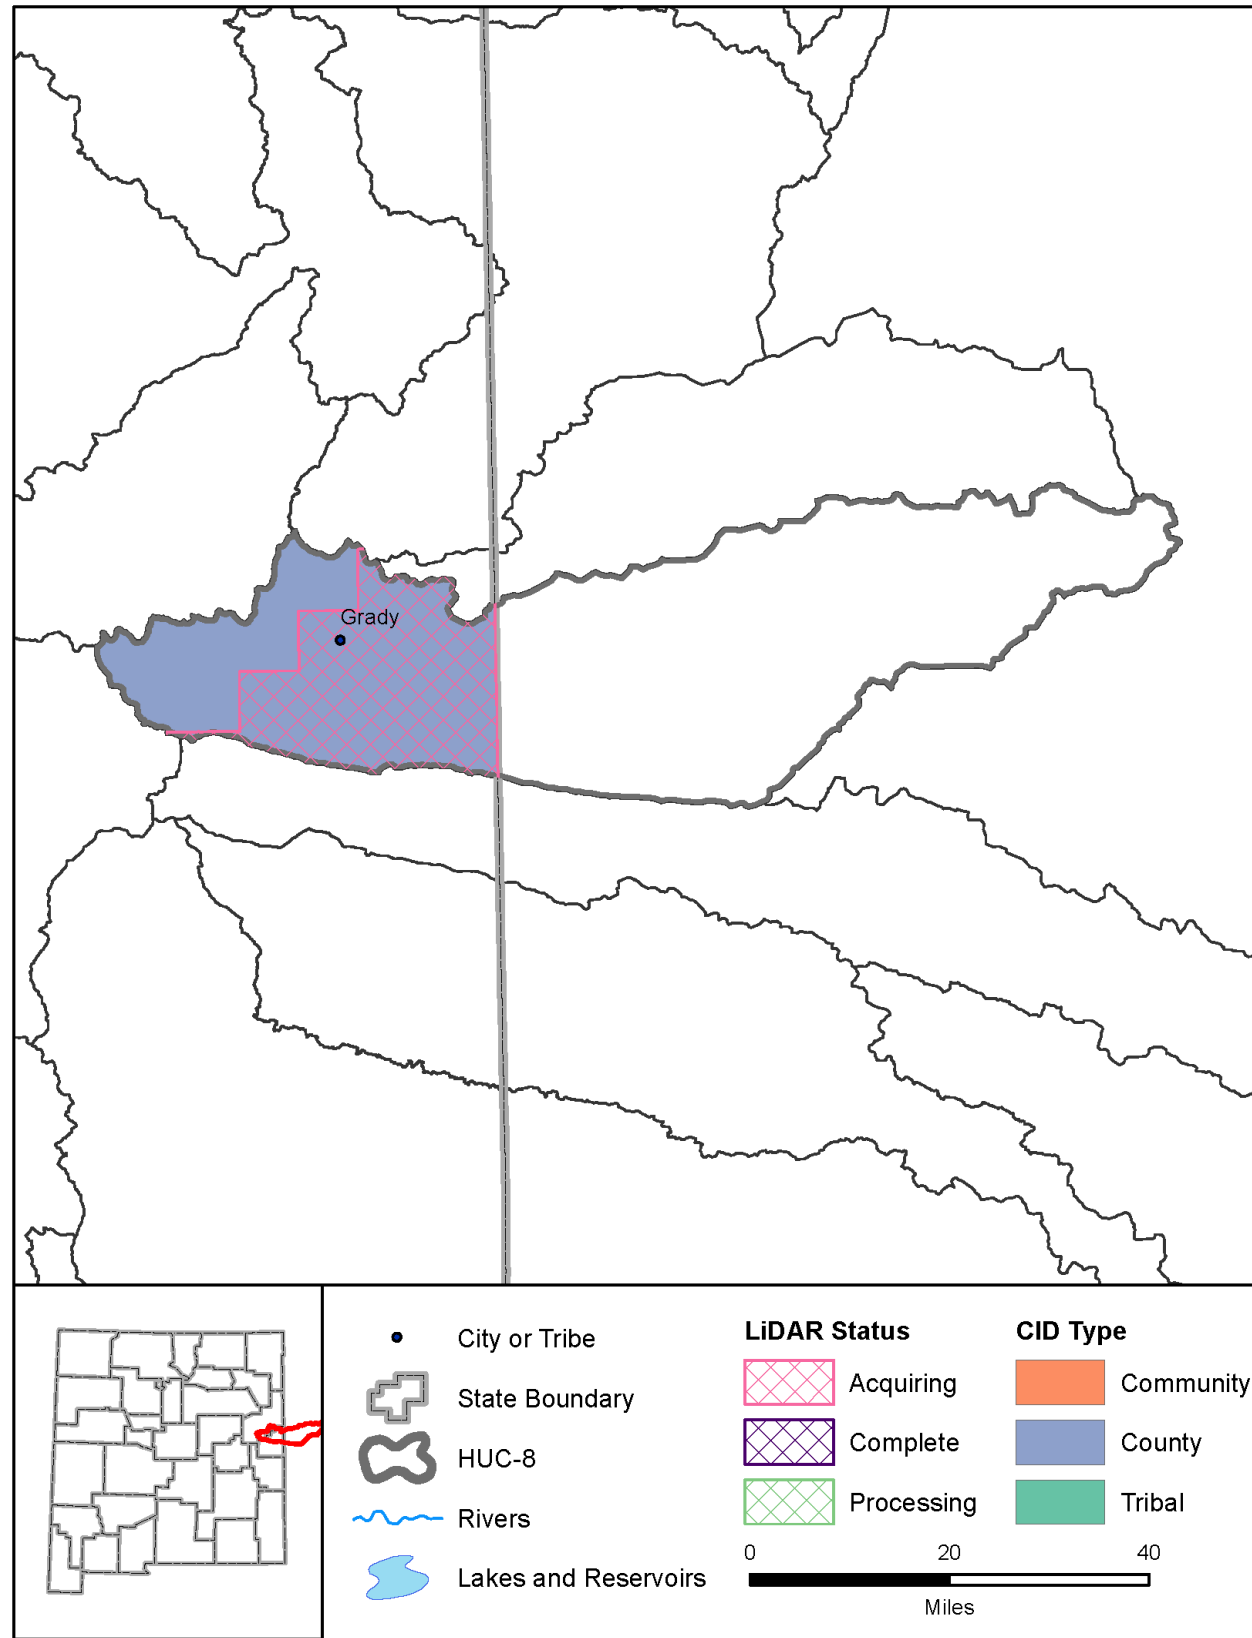 Grady
City or Tribe
State Boundary
HUC-8
Rivers
Lakes and Reservoirs
LiDAR Status
Acquiring
Complete
Processing
CID Type
Community
County
Tribal
0 20 40
Miles